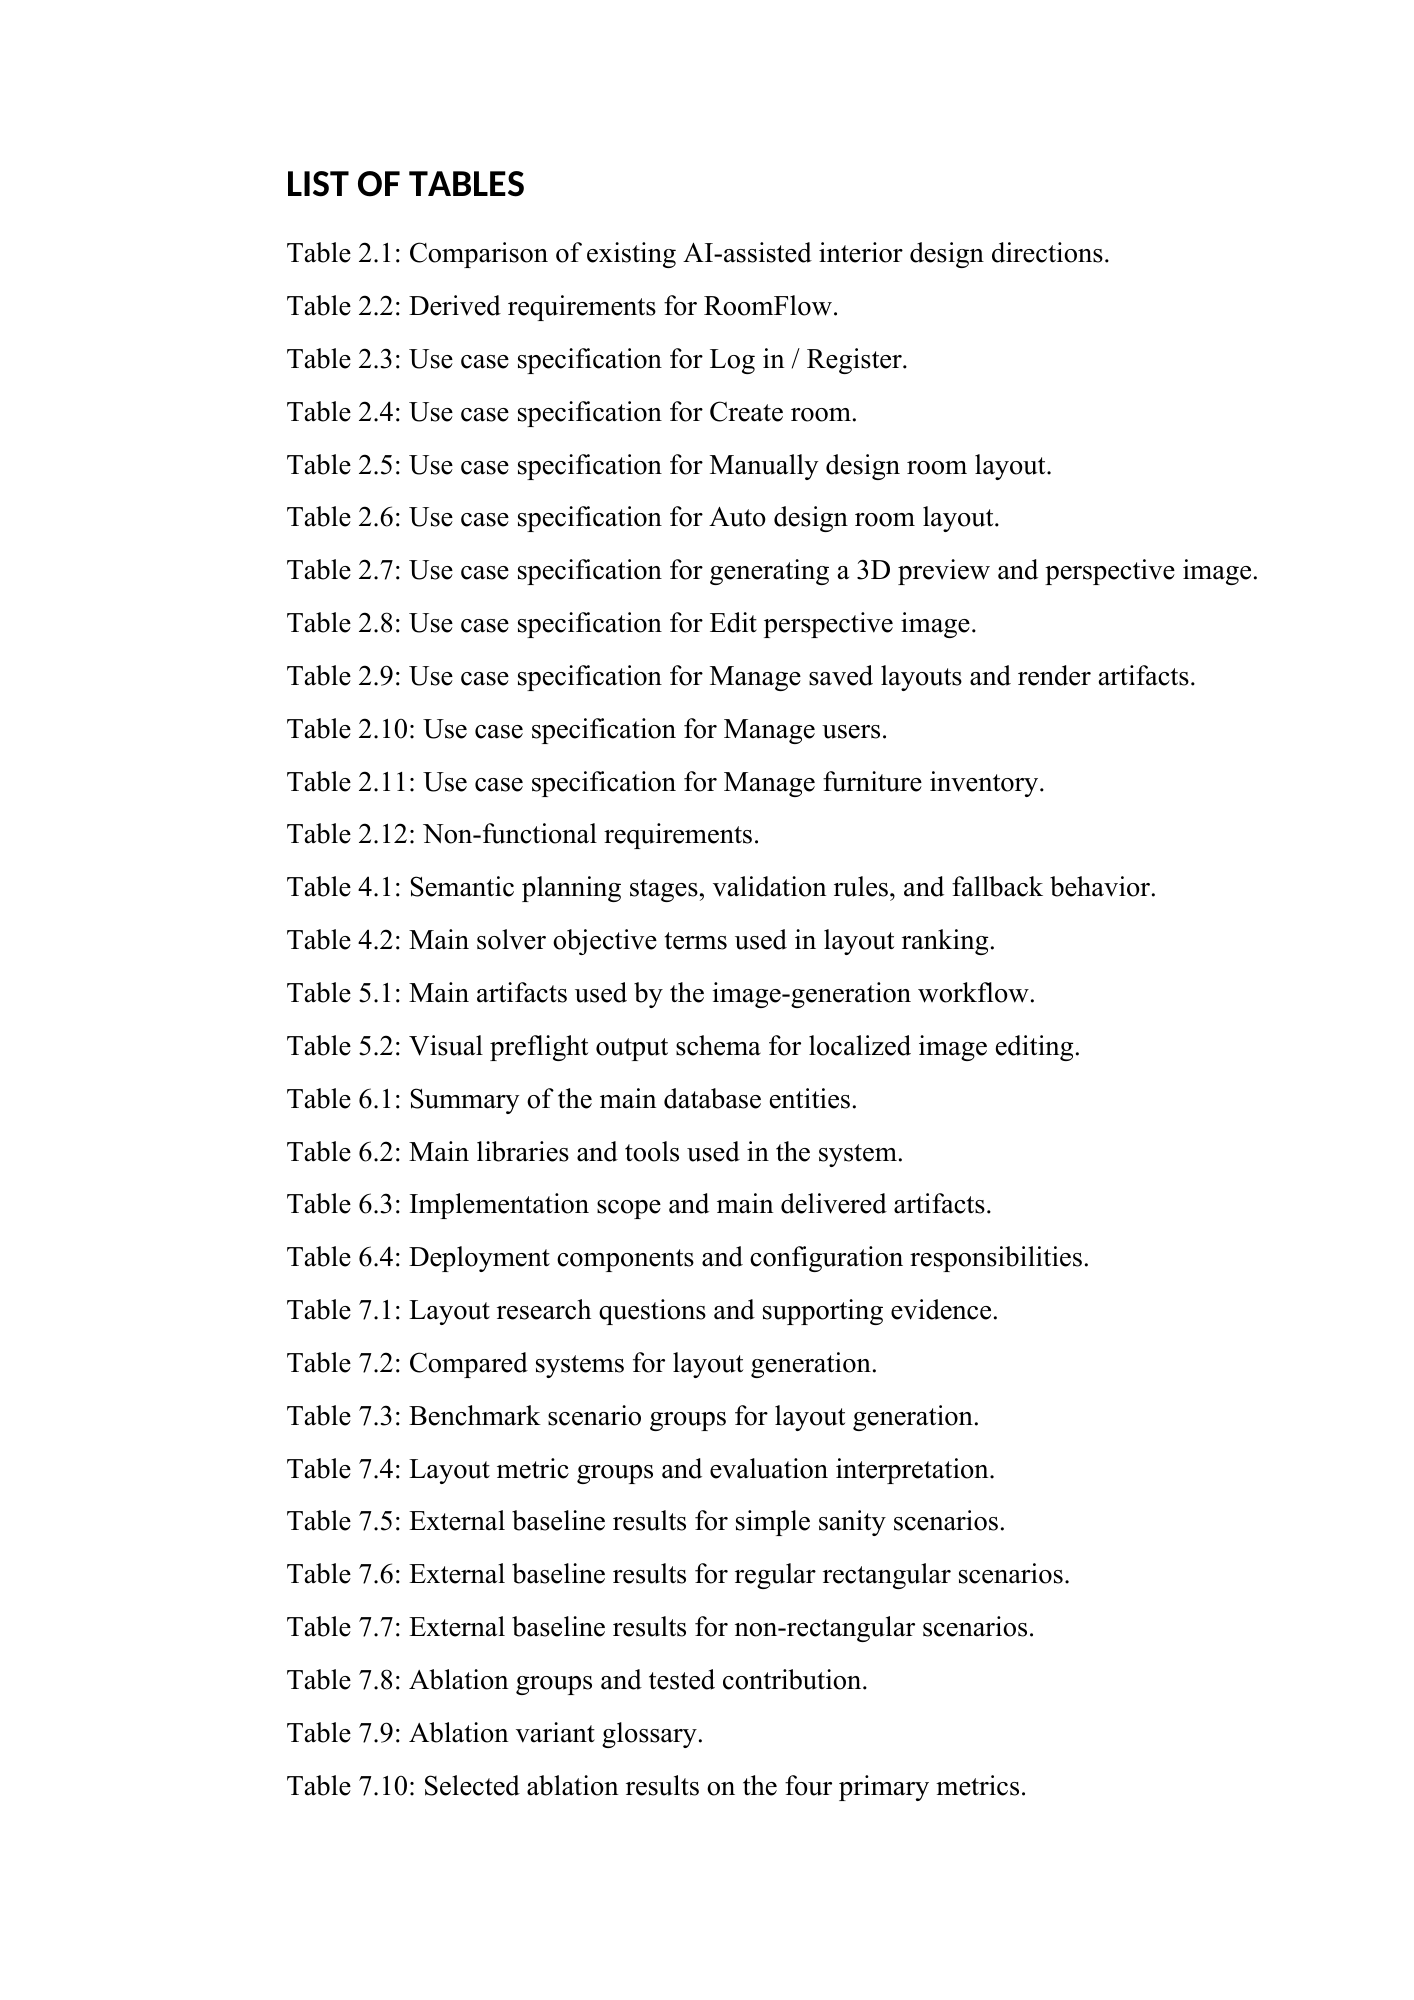 LIST OF TABLES
Table 2.1: Comparison of existing AI-assisted interior design directions.
Table 2.2: Derived requirements for RoomFlow.
Table 2.3: Use case specification for Log in / Register.
Table 2.4: Use case specification for Create room.
Table 2.5: Use case specification for Manually design room layout.
Table 2.6: Use case specification for Auto design room layout.
Table 2.7: Use case specification for generating a 3D preview and perspective image.
Table 2.8: Use case specification for Edit perspective image.
Table 2.9: Use case specification for Manage saved layouts and render artifacts.
Table 2.10: Use case specification for Manage users.
Table 2.11: Use case specification for Manage furniture inventory.
Table 2.12: Non-functional requirements.
Table 4.1: Semantic planning stages, validation rules, and fallback behavior.
Table 4.2: Main solver objective terms used in layout ranking.
Table 5.1: Main artifacts used by the image-generation workflow.
Table 5.2: Visual preflight output schema for localized image editing.
Table 6.1: Summary of the main database entities.
Table 6.2: Main libraries and tools used in the system.
Table 6.3: Implementation scope and main delivered artifacts.
Table 6.4: Deployment components and configuration responsibilities.
Table 7.1: Layout research questions and supporting evidence.
Table 7.2: Compared systems for layout generation.
Table 7.3: Benchmark scenario groups for layout generation.
Table 7.4: Layout metric groups and evaluation interpretation.
Table 7.5: External baseline results for simple sanity scenarios.
Table 7.6: External baseline results for regular rectangular scenarios.
Table 7.7: External baseline results for non-rectangular scenarios.
Table 7.8: Ablation groups and tested contribution.
Table 7.9: Ablation variant glossary.
Table 7.10: Selected ablation results on the four primary metrics.